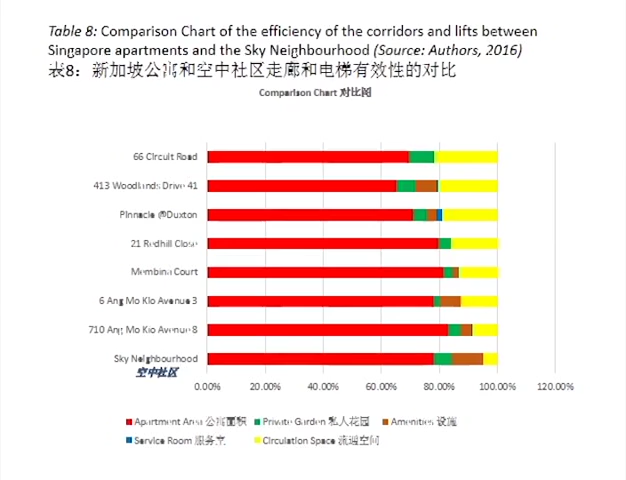 Table 8: Comparison Chart of the efficiency of the corridors and lifts between
Singapore apartments and the Sky Neighbourhood (Source: Authors, 2016)
表8：新加坡公寓和空中社区走廊和电梯有效性的对比
Comparison Chart 对比图
66 Circuit Road
413 Woodlands Drive 41
Pinnacle @Duxton
21 Redhill Close
Membina Court
6 Ang Mo Kio Avenue 3
710 Ang Mo Kio Avenue 8
Sky Neighbourhood
空中社区
0.00% 20.00% 40.00% 60.00% 80.00% 100.00% 120.00%
Apartment Area 公寓面积 Private Garden 私人花园 Amenities 设施
Service Room 服务室 Circulation Space 流通空间